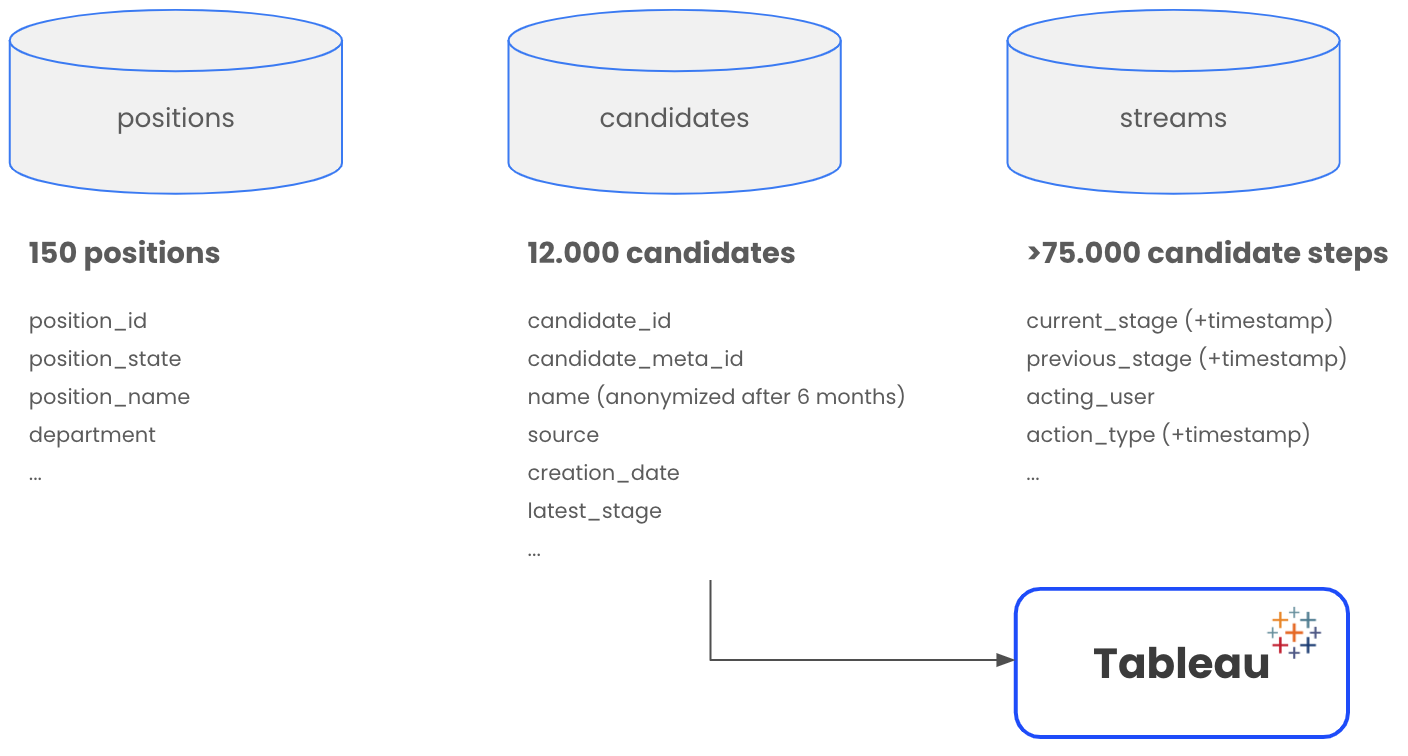 positions
candidates
streams
150 positions
position_id
position_state
position_name
department
...
12.000 candidates
candidate_id
candidate_meta_id
name (anonymized after 6 months)
source
creation_date
latest_stage
...
>75.000 candidate steps
current_stage (+timestamp)
previous_stage (+timestamp)
acting_user
action_type (+timestamp)
...
Tableau